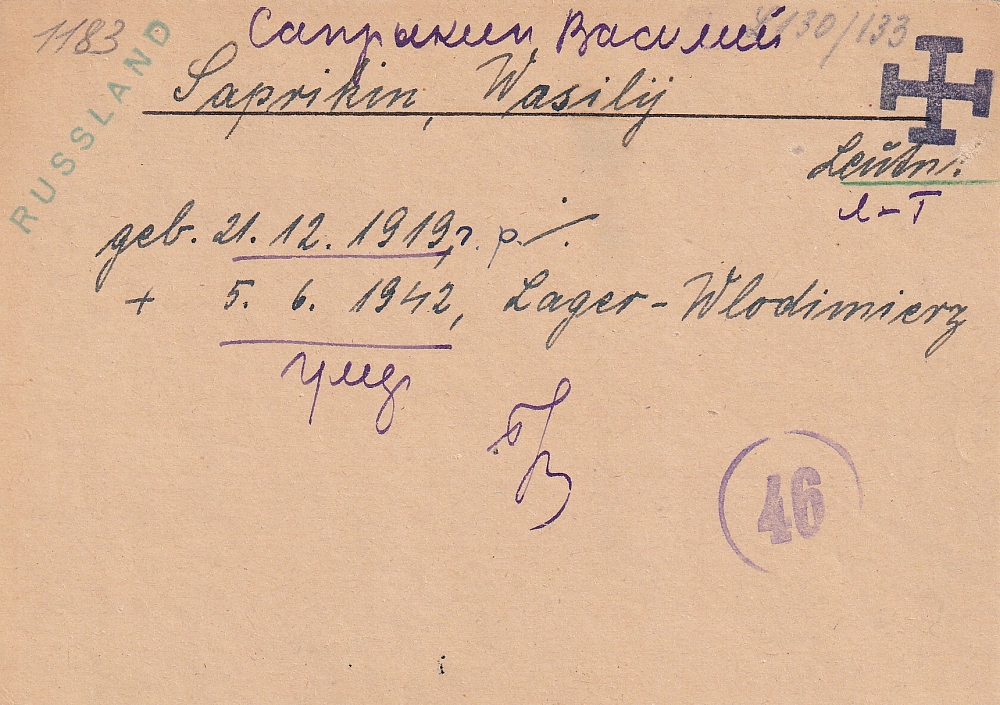 1183
RUSSLAND
Сапрыкин, Василий
130/133
Saprikin, Wasilij
Leutn.
л-т
geb. 21. 12. 1919, г. р.
+ 5. 6. 1942, Lager-Wlodimierz
умер
46